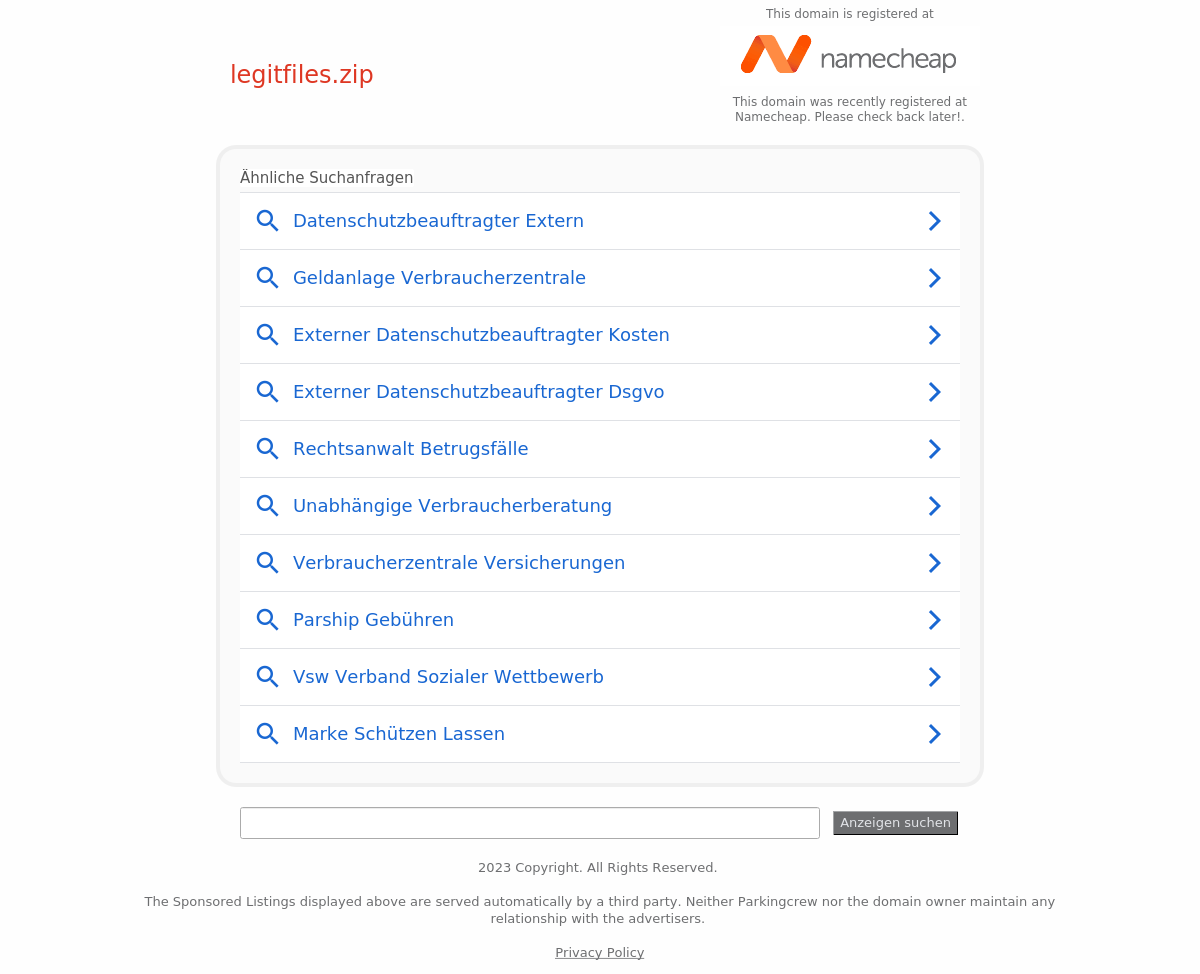 This domain is registered at
namecheap
legitfiles.zip
This domain was recently registered at
Namecheap. Please check back later!.
Ähnliche Suchanfragen
Datenschutzbeauftragter Extern
Geldanlage Verbraucherzentrale
Externer Datenschutzbeauftragter Kosten
Externer Datenschutzbeauftragter Dsgvo
Rechtsanwalt Betrugsfälle
Unabhängige Verbraucherberatung
Verbraucherzentrale Versicherungen
Parship Gebühren
Vsw Verband Sozialer Wettbewerb
Marke Schützen Lassen
Anzeigen suchen
2023 Copyright. All Rights Reserved.
The Sponsored Listings displayed above are served automatically by a third party. Neither Parkingcrew nor the domain owner maintain any
relationship with the advertisers.
Privacy Policy